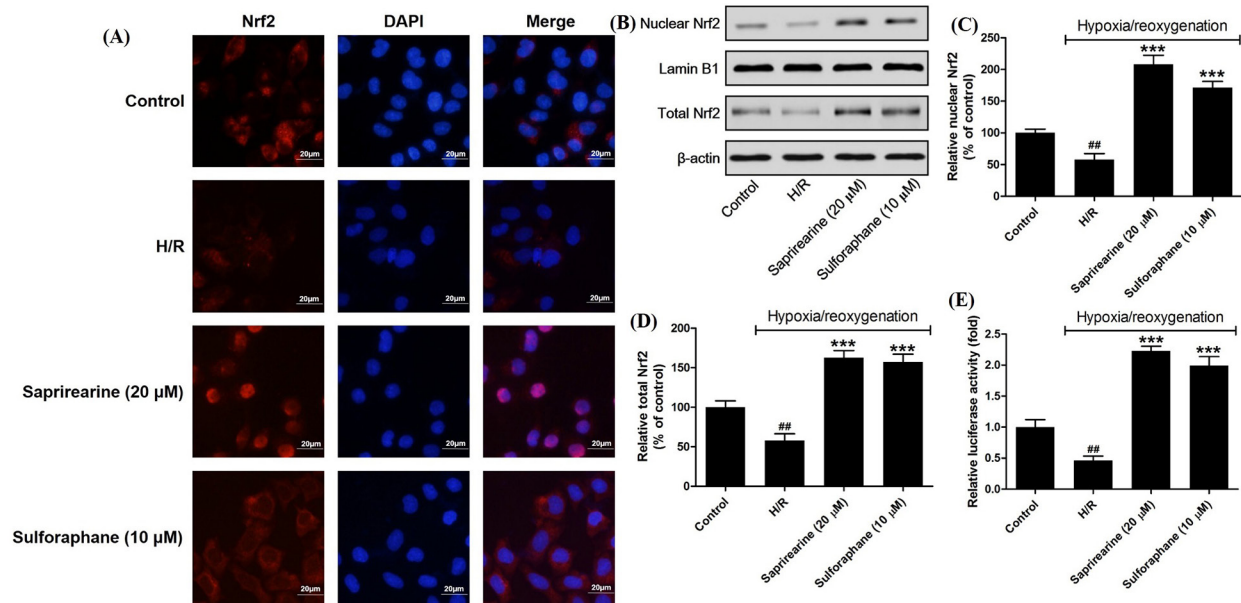 (A)
Nrf2
DAPI
Merge
Control
20μm
20μm
20μm
H/R
20μm
20μm
20μm
Saprirearine (20 μM)
20μm
20μm
20μm
Sulforaphane (10 μM)
20μm
20μm
20μm
(B)
Nuclear Nrf2
Lamin B1
Total Nrf2
β-actin
Control
H/R
Saprirearine (20 μM)
Sulforaphane (10 μM)
(C)
Hypoxia/reoxygenation
Relative nuclear Nrf2
(% of control)
250
200
150
100
50
0
##
***
***
Control
H/R
Saprirearine (20 μM)
Sulforaphane (10 μM)
(D)
Hypoxia/reoxygenation
Relative total Nrf2
(% of control)
200
150
100
50
0
##
***
***
Control
H/R
Saprirearine (20 μM)
Sulforaphane (10 μM)
(E)
Hypoxia/reoxygenation
Relative luciferase activity (fold)
2.5
2.0
1.5
1.0
0.5
0.0
##
***
***
Control
H/R
Saprirearine (20 μM)
Sulforaphane (10 μM)